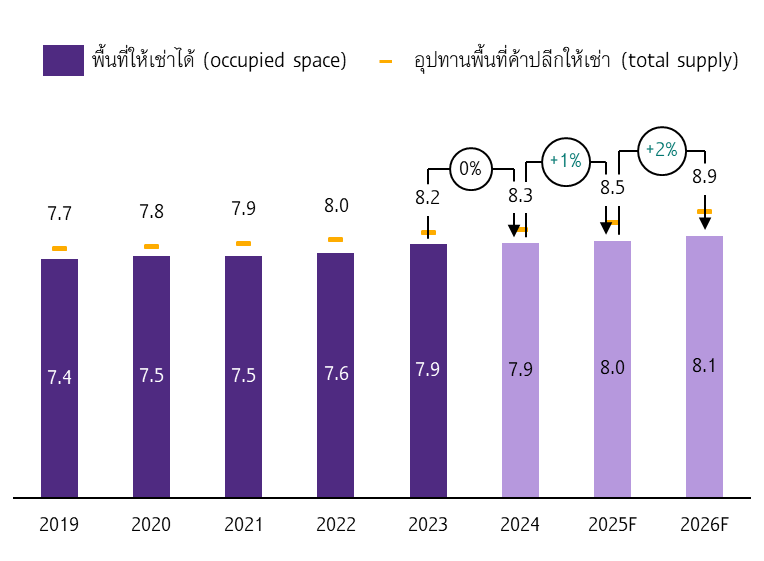 พื้นที่ให้เช่าได้ (occupied space) อุปทานพื้นที่ค้าปลีกให้เช่า (total supply)
0% +1% +2%
7.7 7.8 7.9 8.0 8.2 8.3 8.5 8.9
7.4 7.5 7.5 7.6 7.9 7.9 8.0 8.1
2019 2020 2021 2022 2023 2024 2025F 2026F